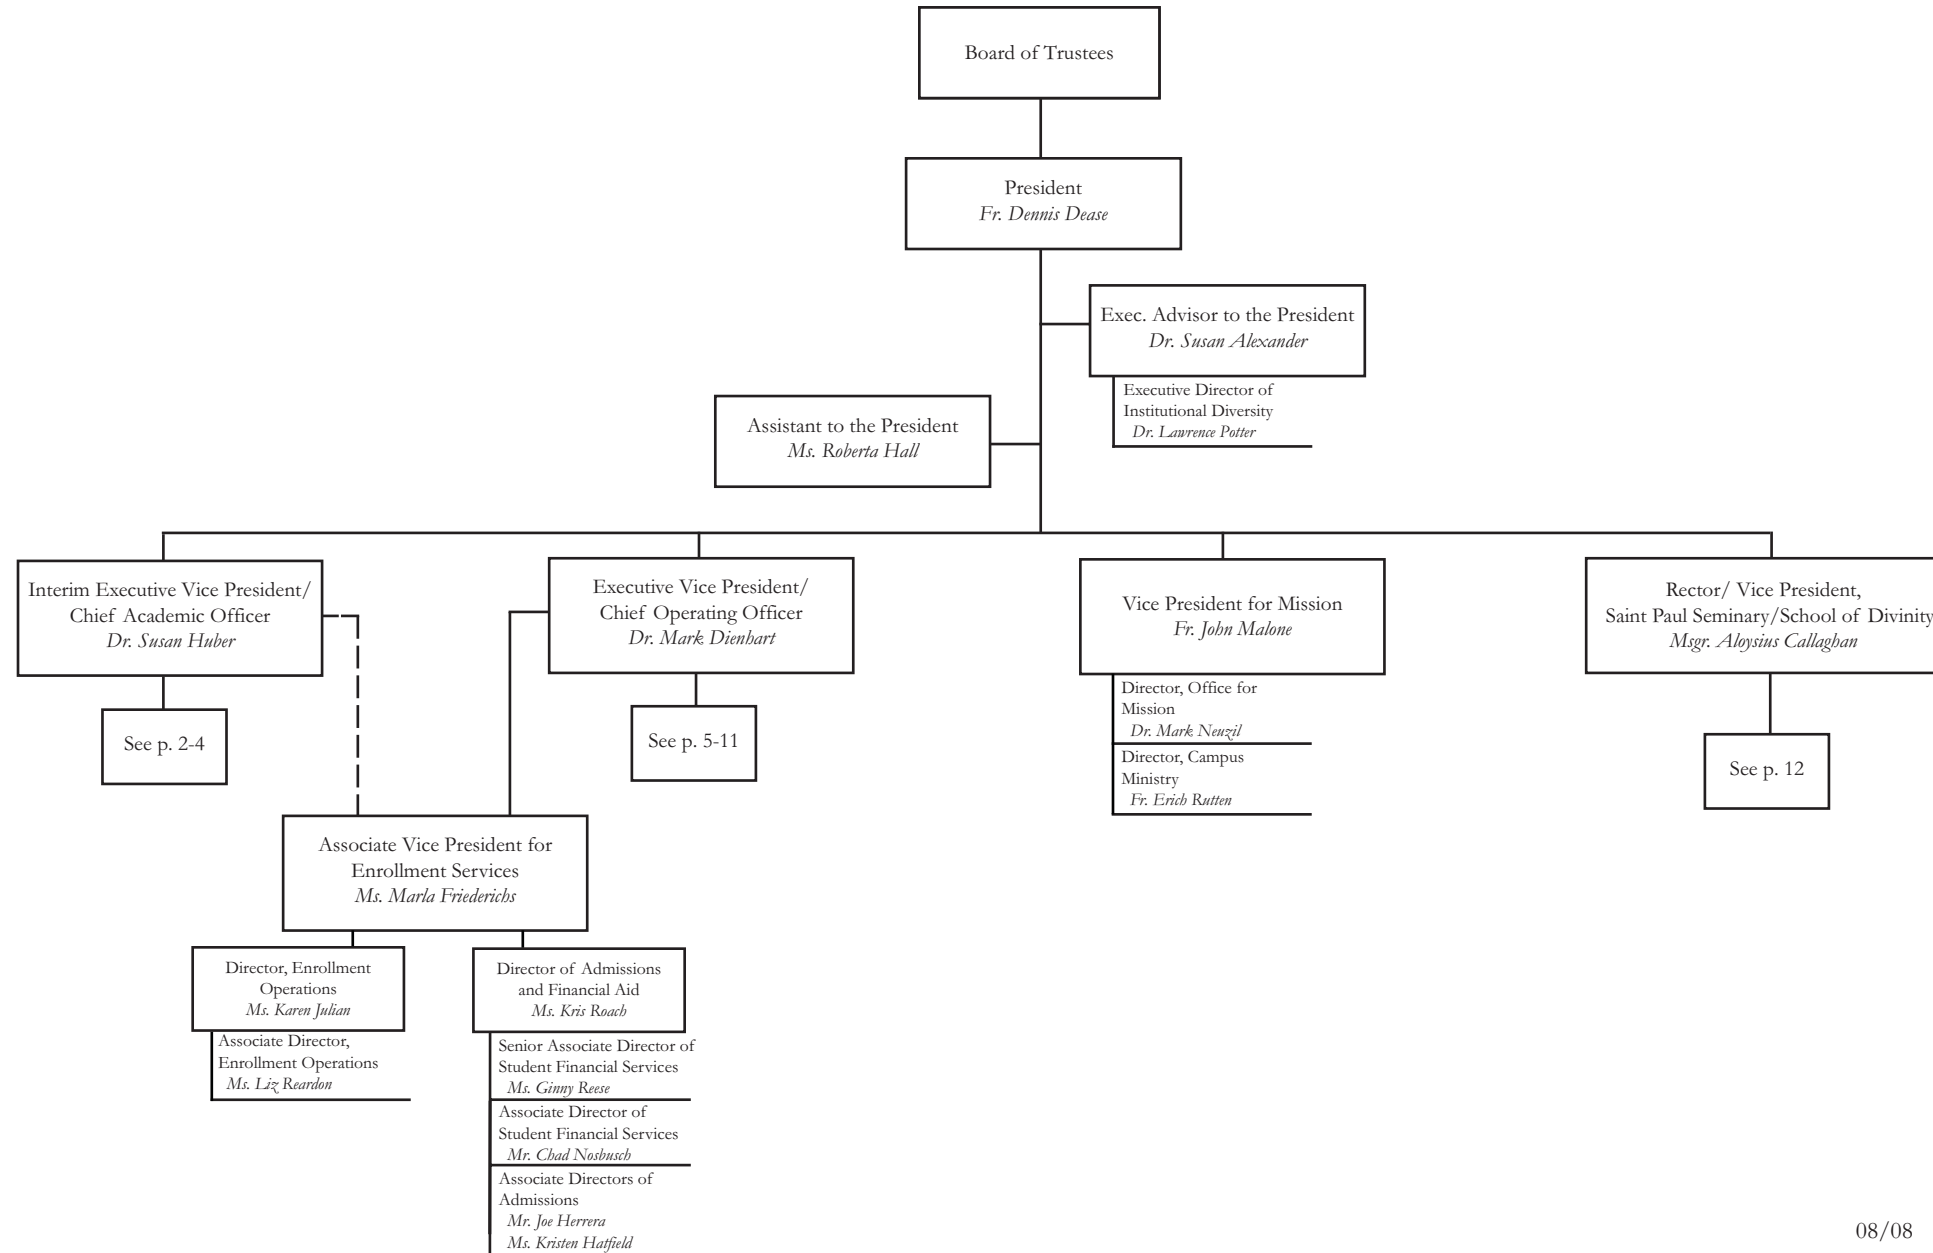 Board of Trustees
President
Fr. Dennis Dease
Exec. Advisor to the President
Dr. Susan Alexander
Executive Director of
Institutional Diversity
Dr. Lawrence Potter
Assistant to the President
Ms. Roberta Hall
Interim Executive Vice President/
Chief Academic Officer
Dr. Susan Huber
See p. 2-4
Executive Vice President/
Chief Operating Officer
Dr. Mark Dienhart
See p. 5-11
Vice President for Mission
Fr. John Malone
Director, Office for
Mission
Dr. Mark Neuzil
Director, Campus
Ministry
Fr. Erich Rutten
Rector/ Vice President,
Saint Paul Seminary/School of Divinity
Msgr. Aloysius Callaghan
See p. 12
Associate Vice President for
Enrollment Services
Ms. Marla Friederichs
Director, Enrollment
Operations
Ms. Karen Julian
Associate Director,
Enrollment Operations
Ms. Liz Reardon
Director of Admissions
and Financial Aid
Ms. Kris Roach
Senior Associate Director of
Student Financial Services
Ms. Ginny Reese
Associate Director of
Student Financial Services
Mr. Chad Nosbusch
Associate Directors of
Admissions
Mr. Joe Herrera
Ms. Kristen Hatfield
08/08